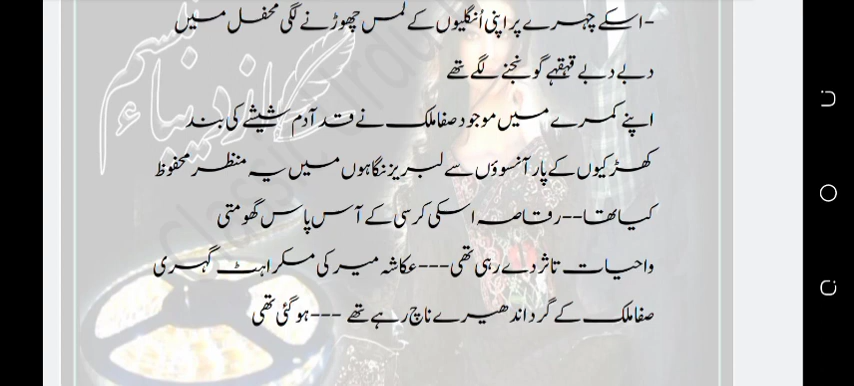 -اسکے چہرے پر اپنی اُنگلیوں کے لمس چھوڑنے لگی محفل میں
دبے دبے قہقہے گونجنے لگے تھے
اپنے کمرے میں موجود صفا ملک نے قد آدم شیشے کی بند
کھڑکیوں کے پار آنسوؤں سے لبریز نگاہوں میں یہ منظر محفوظ
کیا تھا--رقاصہ اسکی کرسی کے آس پاس گھومتی
واحیات تاثر دے رہی تھی---عکاشہ میر کی مسکراہٹ گہری
صفا ملک کے گرد اندھیرے ناچ رہے تھے ---ہو گئی تھی